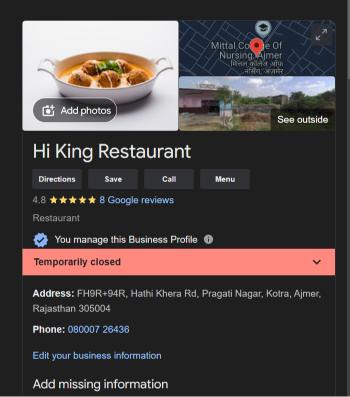 Mittal College Of
Nursing, Ajmer
मित्तल कॉलेज ऑफ
नर्सिंग, अजमेर
Add photos
See outside
Hi King Restaurant
Directions
Save
Call
Menu
4.8 ★★★★★ 8 Google reviews
Restaurant
You manage this Business Profile
Temporarily closed
Address: FH9R+94R, Hathi Khera Rd, Pragati Nagar, Kotra, Ajmer,
Rajasthan 305004
Phone: 080007 26436
Edit your business information
Add missing information